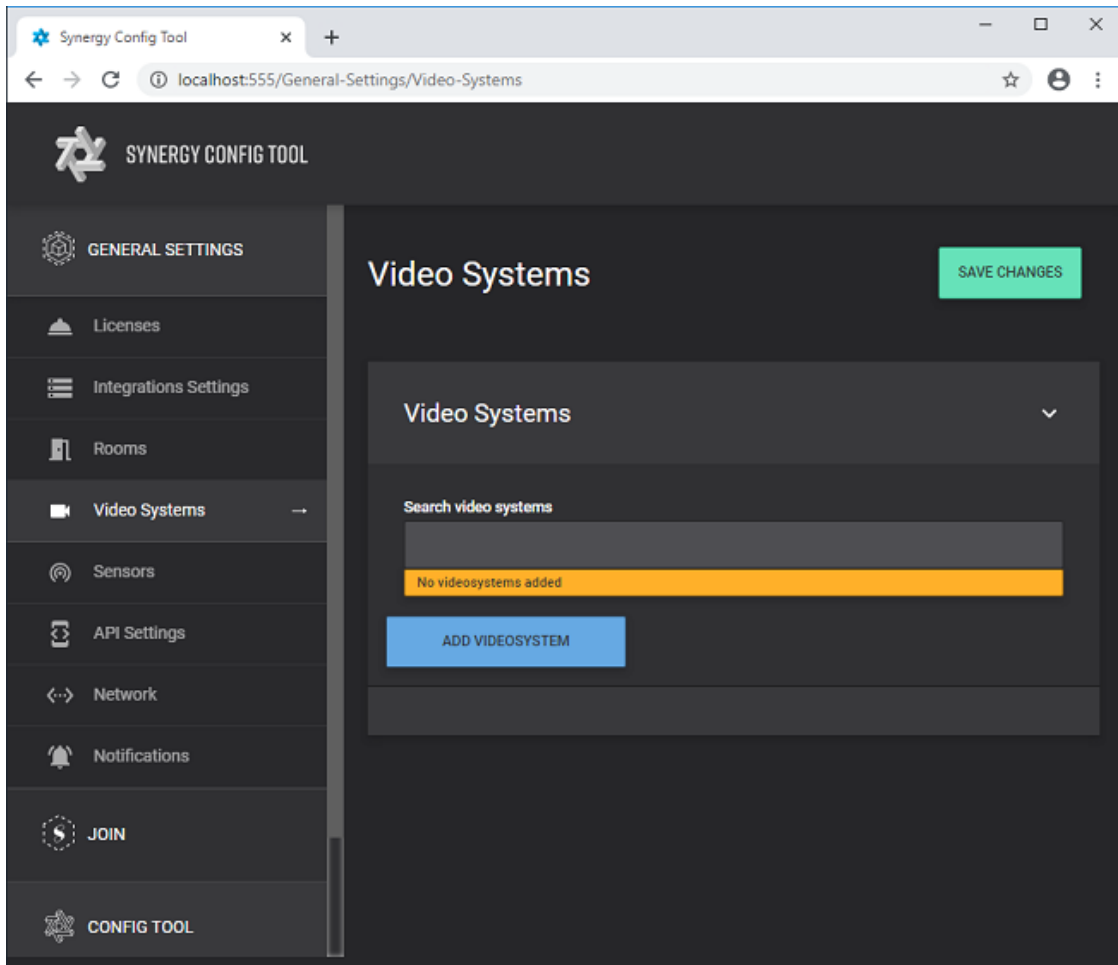 Synergy Config Tool
localhost:555/General-Settings/Video-Systems
SYNERGY CONFIG TOOL
GENERAL SETTINGS
Licenses
Integrations Settings
Rooms
Video Systems
Sensors
API Settings
Network
Notifications
JOIN
CONFIG TOOL
Video Systems
SAVE CHANGES
Video Systems
Search video systems
No videosystems added
ADD VIDEOSYSTEM